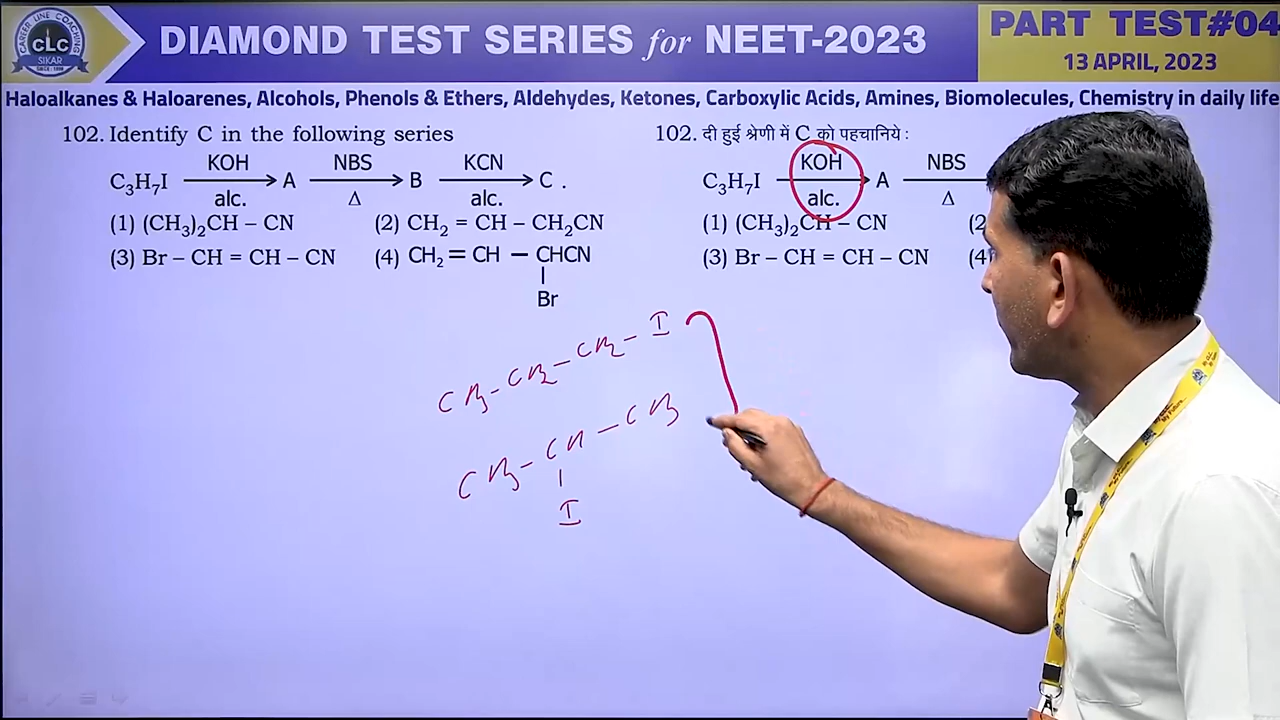 CAREER LINE COACHING
CLC
SIKAR
SINCE : 1996
DIAMOND TEST SERIES for NEET-2023
PART TEST#04
13 APRIL, 2023
Haloalkanes & Haloarenes, Alcohols, Phenols & Ethers, Aldehydes, Ketones, Carboxylic Acids, Amines, Biomolecules, Chemistry in daily life
102. Identify C in the following series
C₃H₇I —KOH / alc.→ A —NBS / Δ→ B —KCN / alc.→ C .
(1) (CH₃)₂CH – CN (2) CH₂ = CH – CH₂CN
(3) Br – CH = CH – CN (4) CH₂ = CH – CHCN
Br
102. दी हुई श्रेणी में C को पहचानिये :
C₃H₇I —KOH / alc.→ A —NBS / Δ
(1) (CH₃)₂CH – CN (2)
(3) Br – CH = CH – CN (4)
CH₃ – CH₂ – CH₂ – I
CH₃ – CH – CH₃
I